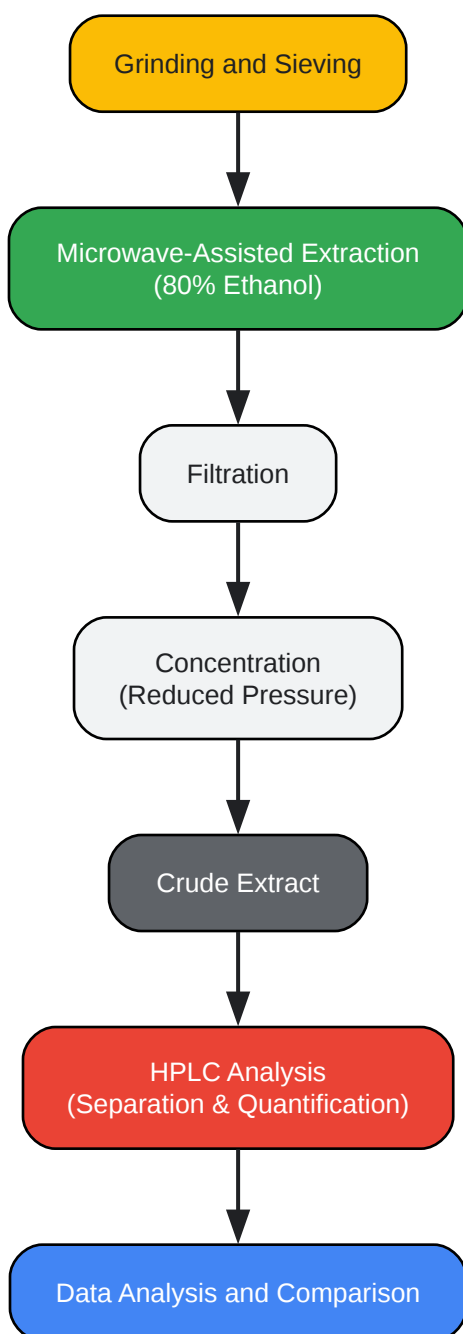 Grinding and Sieving
Microwave-Assisted Extraction
(80% Ethanol)
Filtration
Concentration
(Reduced Pressure)
Crude Extract
HPLC Analysis
(Separation & Quantification)
Data Analysis and Comparison